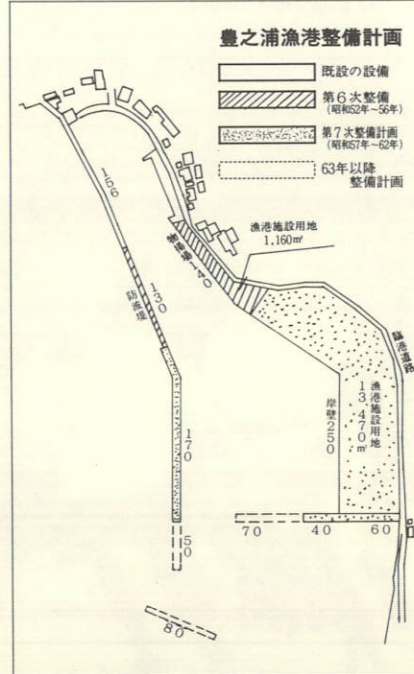 豊之浦漁港整備計画
既設の設備
第6次整備
(昭和52年~56年)
第7次整備計画
(昭和57年~62年)
63年以降
整備計画
漁港施設用地
1,160㎡
物揚場140
156
130
防波堤
170
50
80
岸壁250
漁港施設用地
13,470㎡
臨港道路
70
40
60